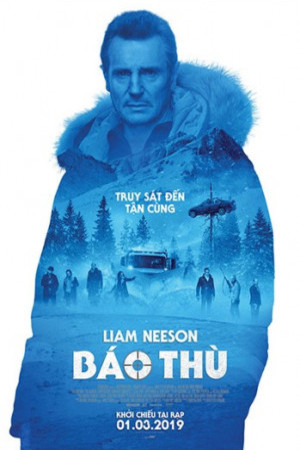 TRUY SÁT ĐẾN
TẬN CÙNG
LIAM NEESON
BÁO THÙ
KHỞI CHIẾU TẠI RẠP
01.03.2019